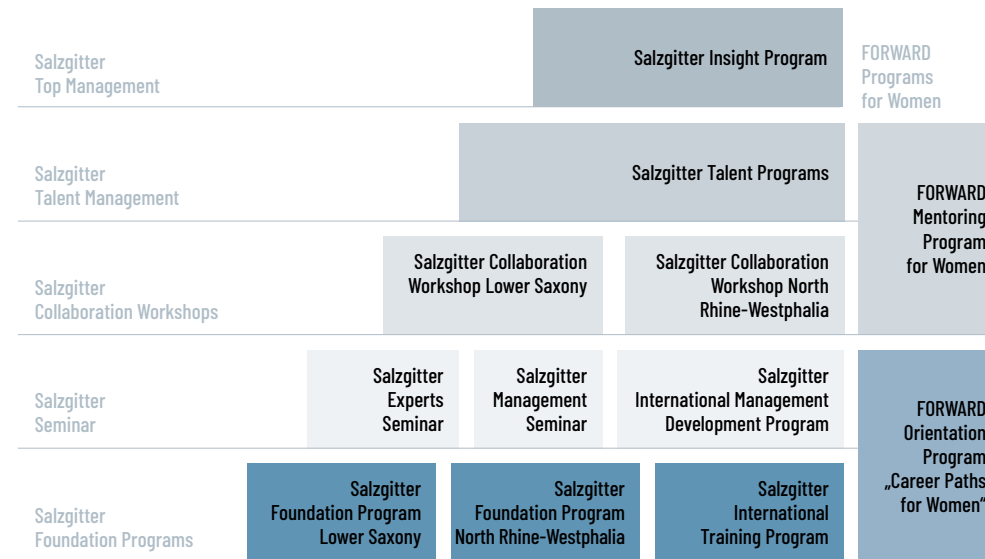 Salzgitter
Top Management
Salzgitter Insight Program
FORWARD
Programs
for Women
Salzgitter
Talent Management
Salzgitter Talent Programs
FORWARD
Mentoring
Program
for Women
Salzgitter
Collaboration Workshops
Salzgitter Collaboration
Workshop Lower Saxony
Salzgitter Collaboration
Workshop North
Rhine-Westphalia
Salzgitter
Seminar
Salzgitter
Experts
Seminar
Salzgitter
Management
Seminar
Salzgitter
International Management
Development Program
FORWARD
Orientation
Program
„Career Paths
for Women“
Salzgitter
Foundation Programs
Salzgitter
Foundation Program
Lower Saxony
Salzgitter
Foundation Program
North Rhine-Westphalia
Salzgitter
International
Training Program